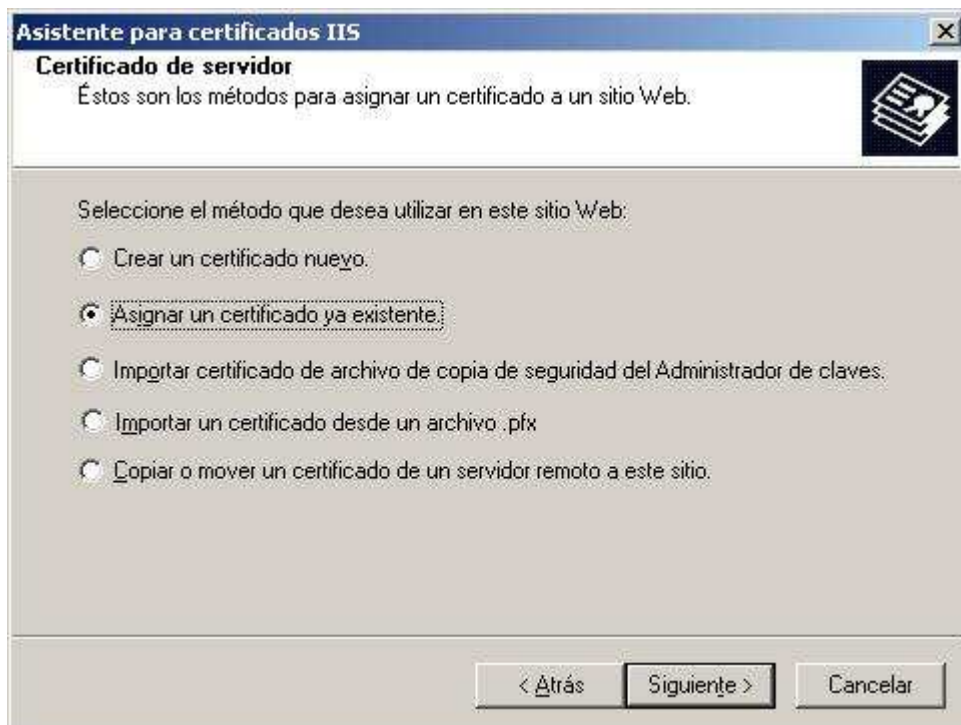 Asistente para certificados IIS
Certificado de servidor
Éstos son los métodos para asignar un certificado a un sitio Web.
Seleccione el método que desea utilizar en este sitio Web:
Crear un certificado nuevo.
Asignar un certificado ya existente.
Importar certificado de archivo de copia de seguridad del Administrador de claves.
Importar un certificado desde un archivo .pfx
Copiar o mover un certificado de un servidor remoto a este sitio.
< Atrás
Siguiente >
Cancelar